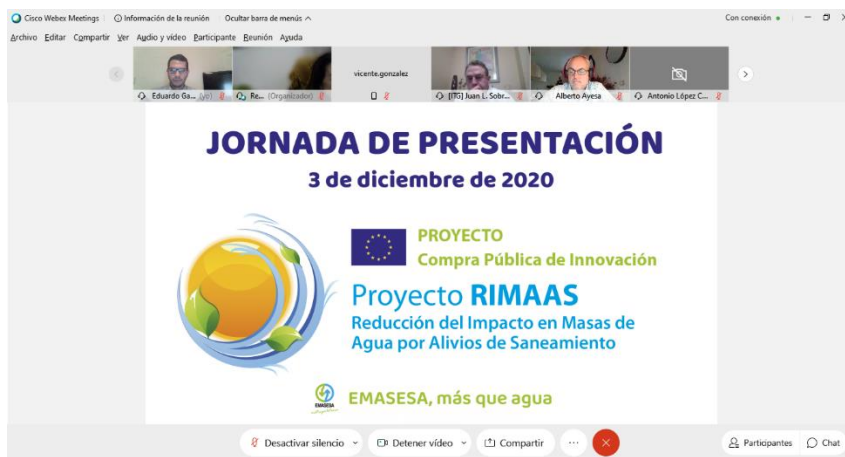 Cisco Webex Meetings
Información de la reunión
Ocultar barra de menús
Con conexión
Archivo Editar Compartir Ver Audio y vídeo Participante Reunión Ayuda
vicente.gonzalez
Eduardo Ga... (yo)
Re... (Organizador)
[ITG] Juan L. Sobr...
Alberto Ayesa
Antonio López C...
JORNADA DE PRESENTACIÓN
3 de diciembre de 2020
PROYECTO
Compra Pública de Innovación
Proyecto RIMAAS
Reducción del Impacto en Masas de
Agua por Alivios de Saneamiento
EMASESA
EMASESA, más que agua
Desactivar silencio
Detener vídeo
Compartir
Participantes
Chat